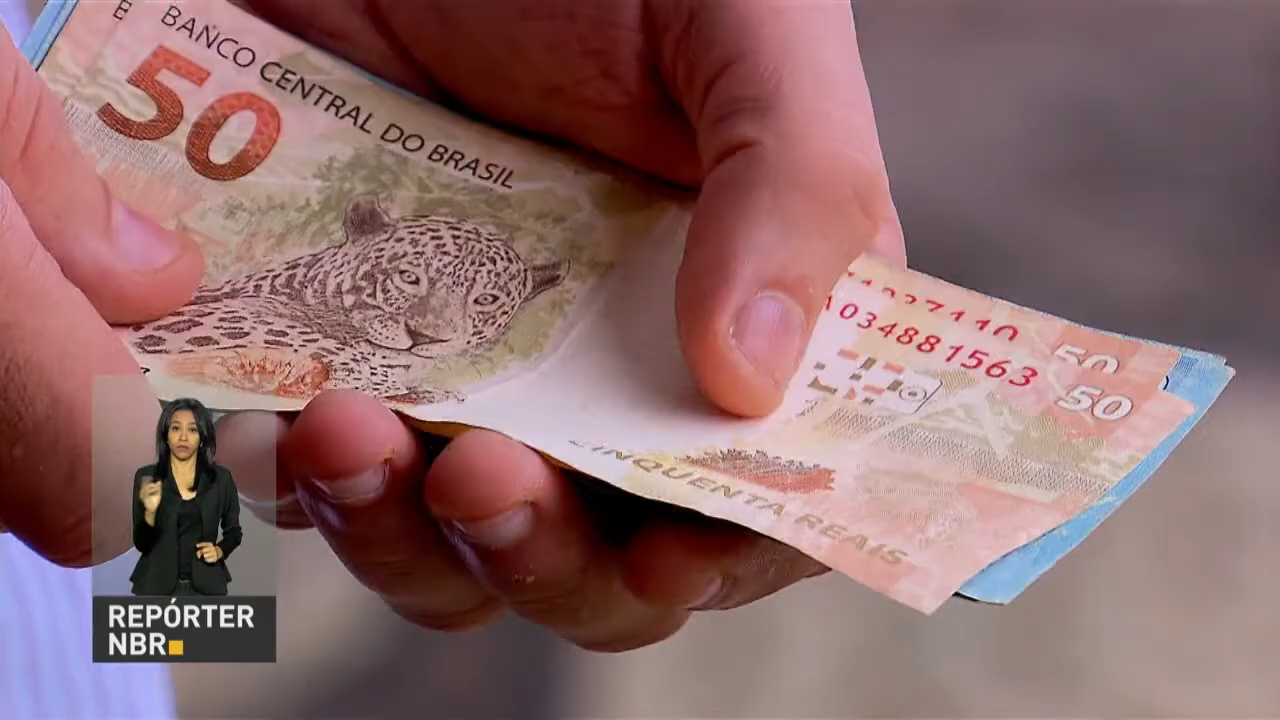 BANCO CENTRAL DO BRASIL
50
50
A034881563
50
CINQUENTA REAIS
REPÓRTER
NBR